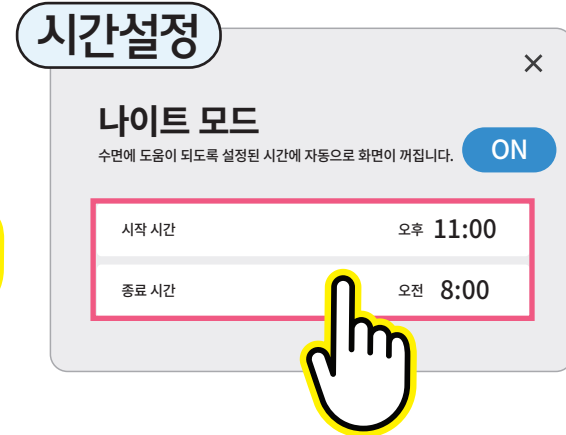 시간설정
나이트 모드
수면에 도움이 되도록 설정된 시간에 자동으로 화면이 꺼집니다.
ON
시작 시간 오후 11:00
종료 시간 오전 8:00